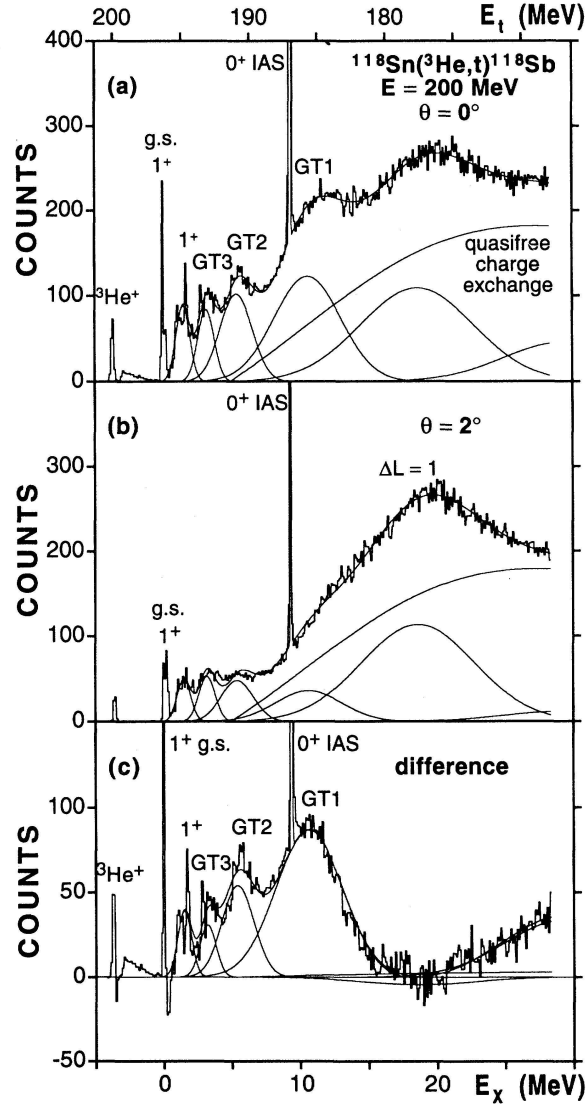 200 190 180 E_t (MeV)
400
300
200
100
0
COUNTS
(a)
0⁺ IAS
¹¹⁸Sn(³He,t)¹¹⁸Sb
E = 200 MeV
θ = 0°
g.s.
1⁺
GT1
1⁺
GT3
GT2
³He⁺
quasifree
charge
exchange
300
200
100
0
COUNTS
(b)
0⁺ IAS
θ = 2°
ΔL = 1
g.s.
1⁺
100
50
0
-50
COUNTS
(c)
1⁺ g.s.
0⁺ IAS
difference
GT1
1⁺
GT3
GT2
³He⁺
0 10 20 E_X (MeV)